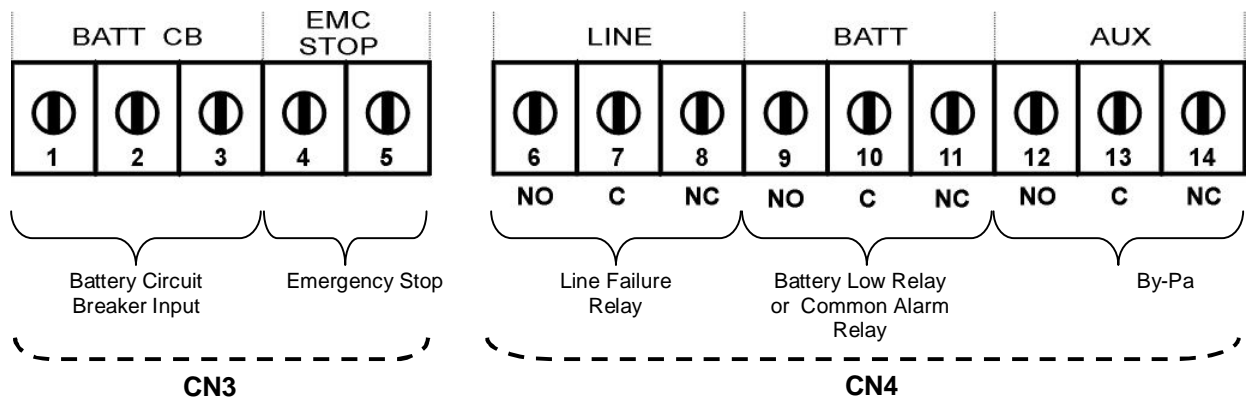 BATT CB
EMC
STOP
LINE
BATT
AUX
1 2 3 4 5
6 7 8 9 10 11 12 13 14
NO C NC NO C NC NO C NC
Battery Circuit
Breaker Input
Emergency Stop
Line Failure
Relay
Battery Low Relay
or Common Alarm
Relay
By-Pa
CN3
CN4